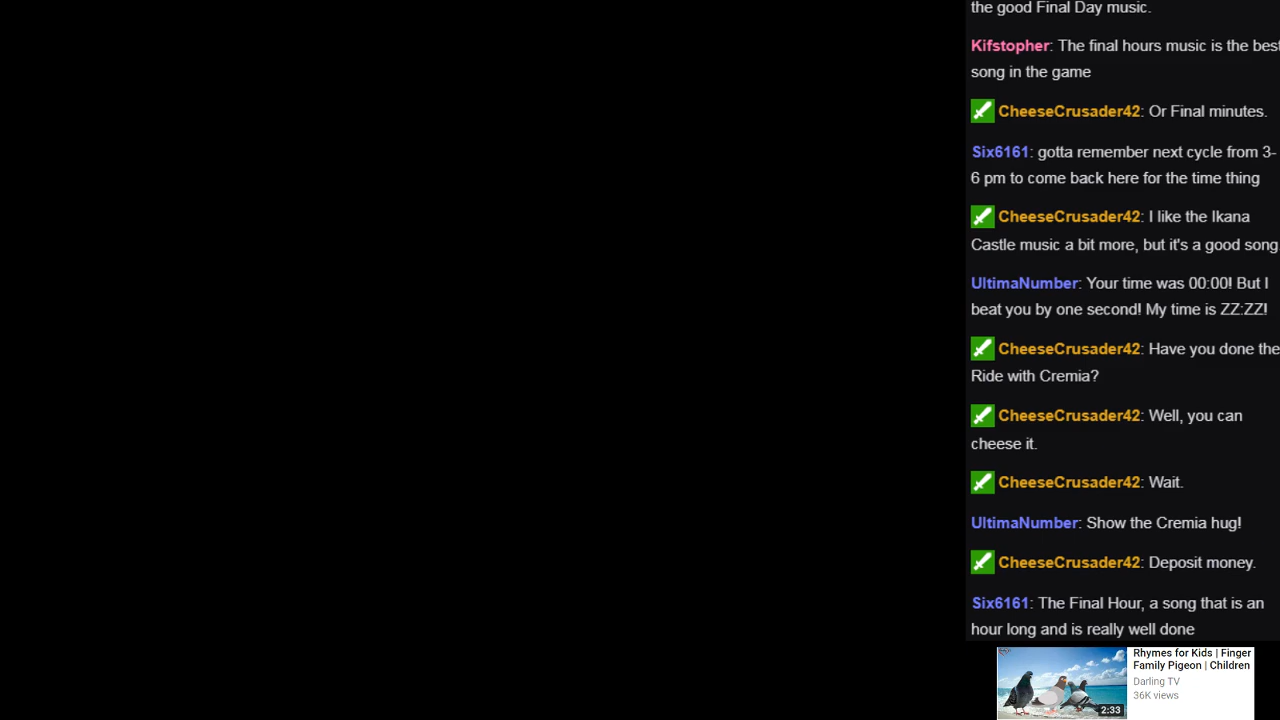 the good Final Day music.
Kifstopher: The final hours music is the best
song in the game
CheeseCrusader42: Or Final minutes.
Six6161: gotta remember next cycle from 3-
6 pm to come back here for the time thing
CheeseCrusader42: I like the Ikana
Castle music a bit more, but it's a good song.
UltimaNumber: Your time was 00:00! But I
beat you by one second! My time is ZZ:ZZ!
CheeseCrusader42: Have you done the
Ride with Cremia?
CheeseCrusader42: Well, you can
cheese it.
CheeseCrusader42: Wait.
UltimaNumber: Show the Cremia hug!
CheeseCrusader42: Deposit money.
Six6161: The Final Hour, a song that is an
hour long and is really well done
Rhymes for Kids | Finger
Family Pigeon | Children
Darling TV
36K views
2:33